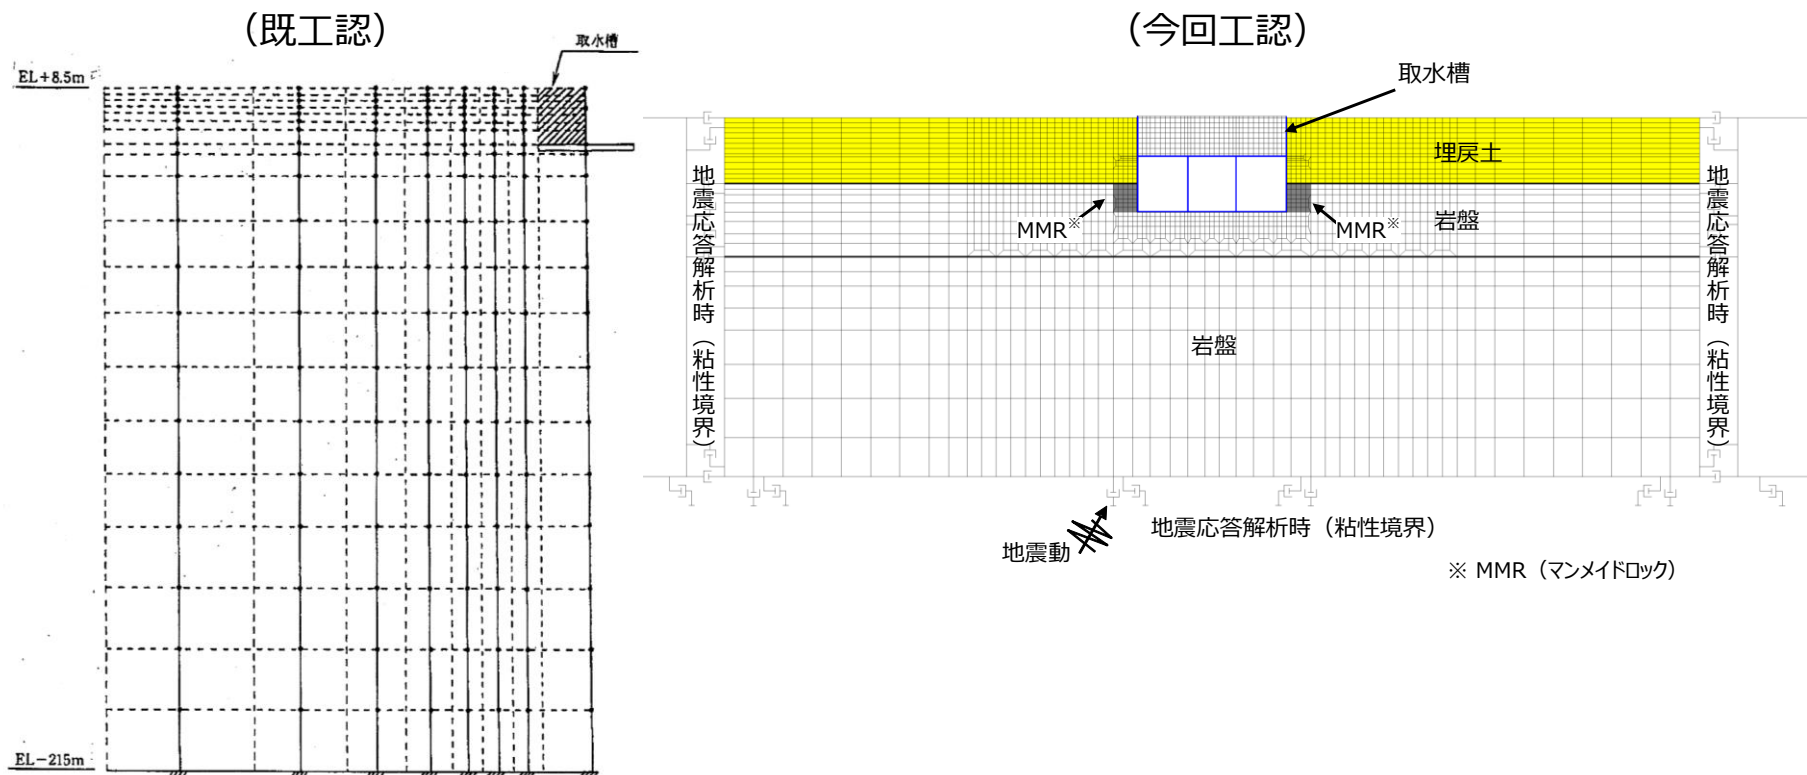 （既工認）
取水槽
EL+8.5m
EL−215m
（今回工認）
取水槽
埋戻土
岩盤
MMR※
MMR※
岩盤
地震応答解析時（粘性境界）
地震応答解析時（粘性境界）
地震動
地震応答解析時（粘性境界）
※ MMR（マンメイドロック）